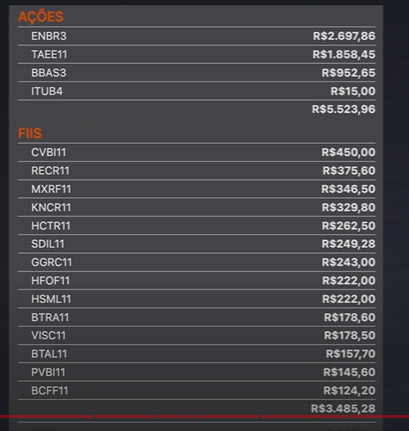 AÇÕES
ENBR3 R$2.697,86
TAEE11 R$1.858,45
BBAS3 R$952,65
ITUB4 R$15,00
R$5.523,96
FIIS
CVBI11 R$450,00
RECR11 R$375,60
MXRF11 R$346,50
KNCR11 R$329,80
HCTR11 R$262,50
SDIL11 R$249,28
GGRC11 R$243,00
HFOF11 R$222,00
HSML11 R$222,00
BTRA11 R$178,60
VISC11 R$178,50
BTAL11 R$157,70
PVBI11 R$145,60
BCFF11 R$124,20
R$3.485,28